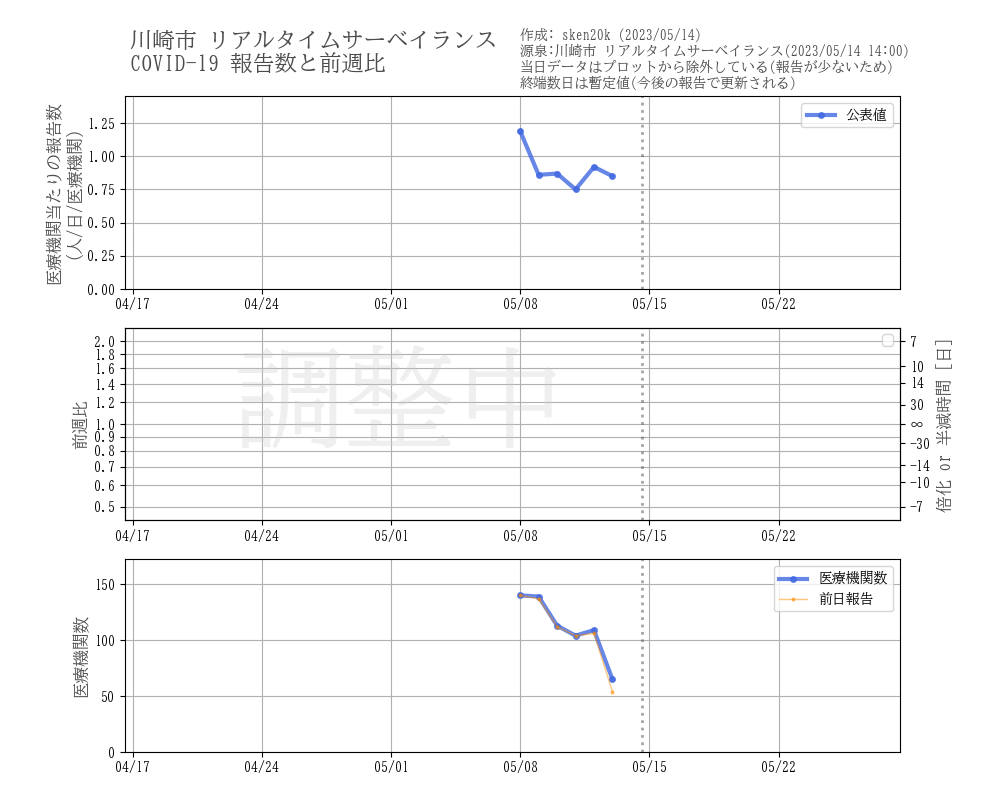 川崎市 リアルタイムサーベイランス
COVID-19 報告数と前週比
作成: sken20k (2023/05/14)
源泉:川崎市 リアルタイムサーベイランス(2023/05/14 14:00)
当日データはプロットから除外している(報告が少ないため)
終端数日は暫定値(今後の報告で更新される)
医療機関当たりの報告数
(人/日/医療機関)
1.25
1.00
0.75
0.50
0.25
0.00
公表値
04/17 04/24 05/01 05/08 05/15 05/22
調整中
前週比
2.0
1.8
1.6
1.4
1.2
1.0
0.9
0.8
0.7
0.6
0.5
7
10
14
30
∞
-30
-14
-10
-7
倍化 or 半減時間 [日]
04/17 04/24 05/01 05/08 05/15 05/22
医療機関数
150
100
50
0
医療機関数
前日報告
04/17 04/24 05/01 05/08 05/15 05/22